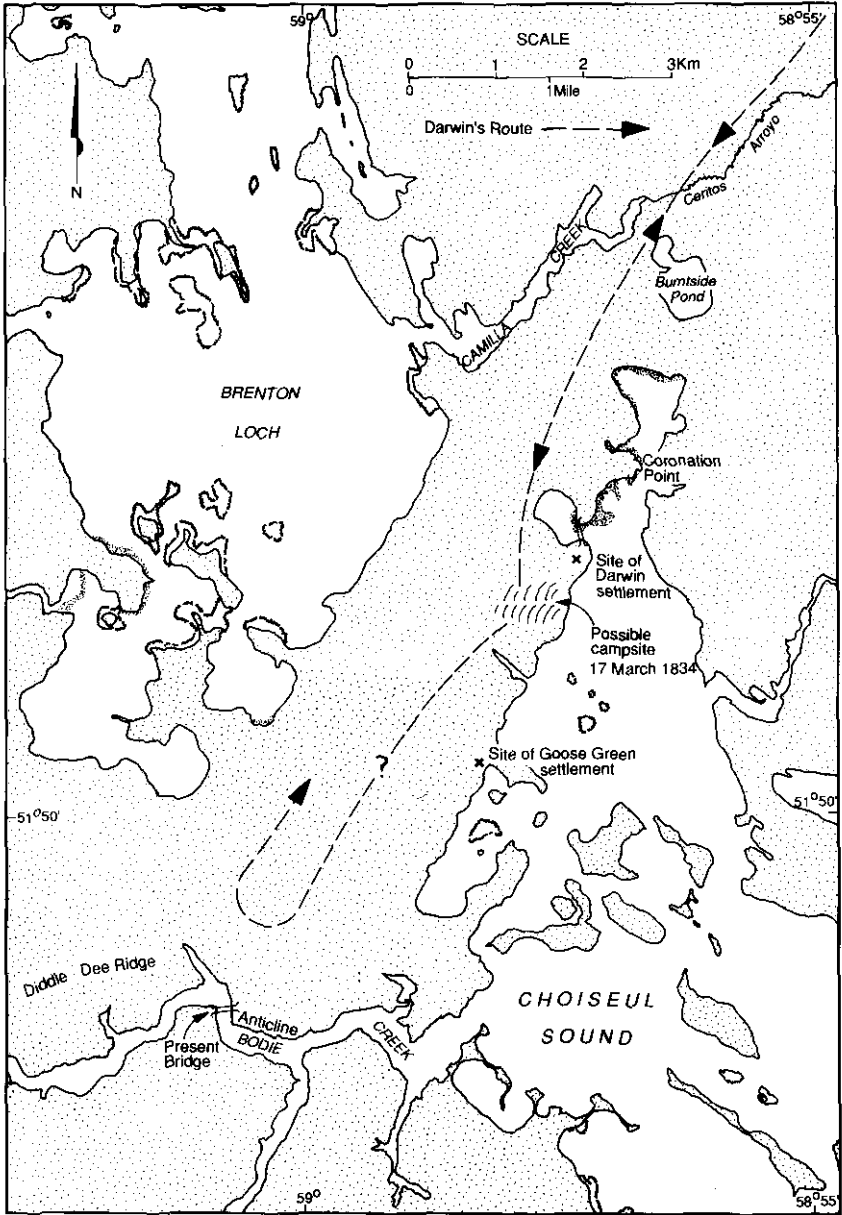 59°
58°55'
SCALE
0 1 2 3Km
0 1Mile
Darwin's Route
N
Arroyo
Ceritos
CREEK
CAMILLA
Burntside
Pond
BRENTON
LOCH
Coronation
Point
Site of
Darwin
settlement
Possible
campsite
17 March 1834
?
Site of Goose Green
settlement
51°50'
51°50'
Diddle Dee Ridge
Anticline
BODIE
CREEK
Present
Bridge
CHOISEUL
SOUND
59°
58°55'